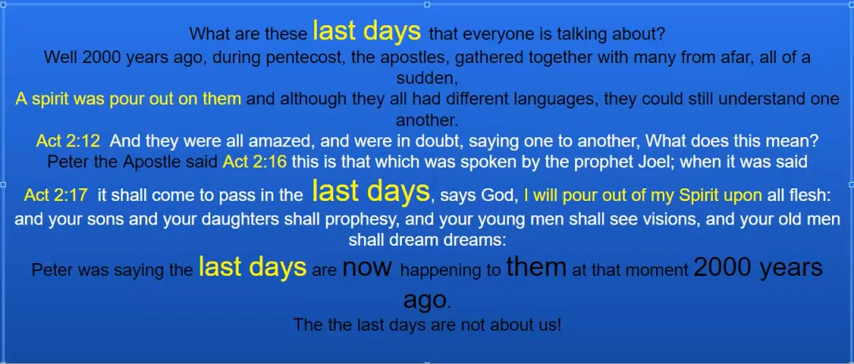 What are these last days that everyone is talking about?
Well 2000 years ago, during pentecost, the apostles, gathered together with many from afar, all of a
sudden,
A spirit was pour out on them and although they all had different languages, they could still understand one
another.
Act 2:12 And they were all amazed, and were in doubt, saying one to another, What does this mean?
Peter the Apostle said Act 2:16 this is that which was spoken by the prophet Joel; when it was said
Act 2:17 it shall come to pass in the last days, says God, I will pour out of my Spirit upon all flesh:
and your sons and your daughters shall prophesy, and your young men shall see visions, and your old men
shall dream dreams:
Peter was saying the last days are now happening to them at that moment 2000 years
ago.
The the last days are not about us!